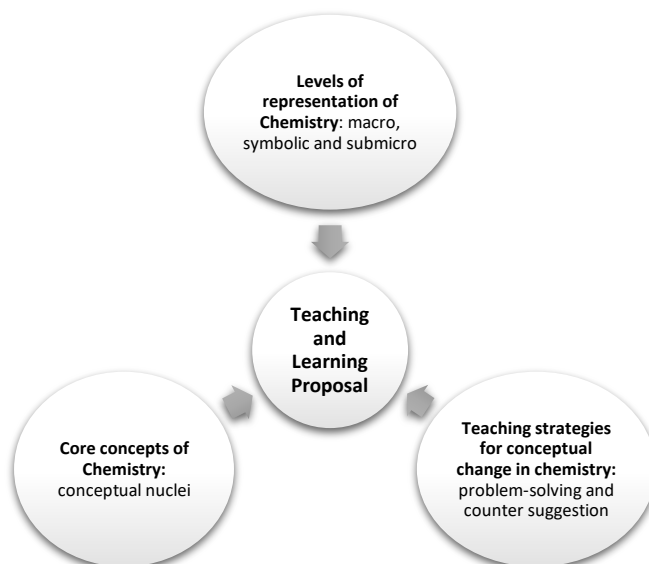 Levels of
representation of
Chemistry: macro,
symbolic and submicro
Teaching
and
Learning
Proposal
Core concepts of
Chemistry:
conceptual nuclei
Teaching strategies
for conceptual
change in chemistry:
problem-solving and
counter suggestion